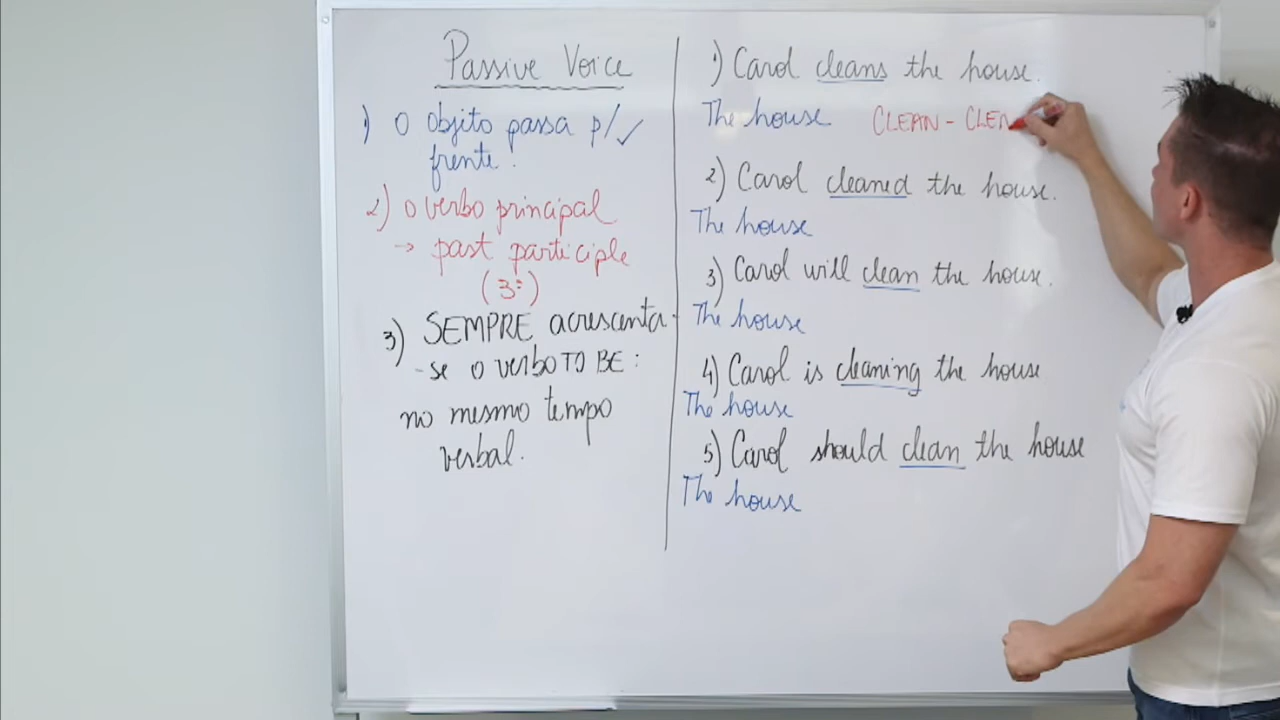 Passive Voice
1) O objito passa p/ ✓
frente.
2) o verbo principal
→ past participle
(3ª)
3) SEMPRE acrescenta-
-se o verbo TO BE:
no mesmo tempo
verbal.
1) Carol cleans the house.
The house CLEAN - CLEN
2) Carol cleaned the house.
The house
3) Carol will clean the house.
The house
4) Carol is cleaning the house
The house
5) Carol should clean the house
The house